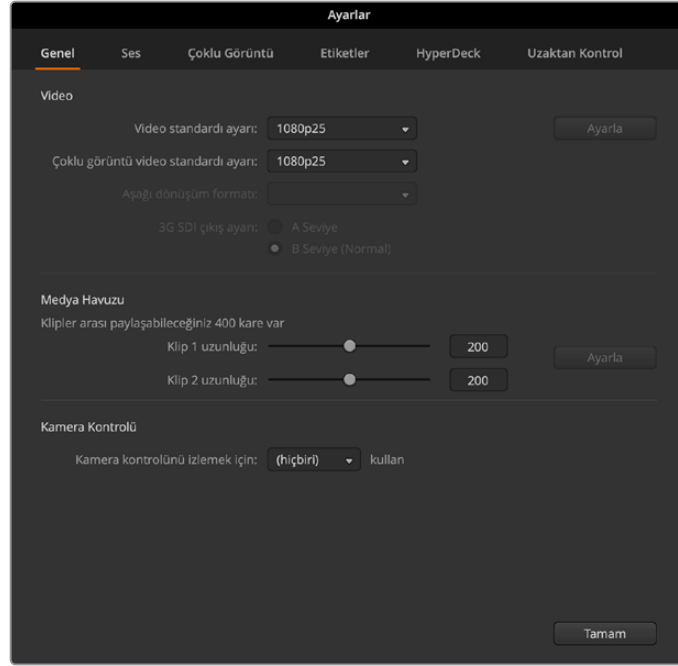 Ayarlar
Genel Ses Çoklu Görüntü Etiketler HyperDeck Uzaktan Kontrol
Video
Video standardı ayarı: 1080p25 Ayarla
Çoklu görüntü video standardı ayarı: 1080p25
Aşağı dönüşüm formatı:
3G SDI çıkış ayarı: A Seviye
B Seviye (Normal)
Medya Havuzu
Klipler arası paylaşabileceğiniz 400 kare var
Klip 1 uzunluğu: 200
Ayarla
Klip 2 uzunluğu: 200
Kamera Kontrolü
Kamera kontrolünü izlemek için: (hiçbiri) kullan
Tamam